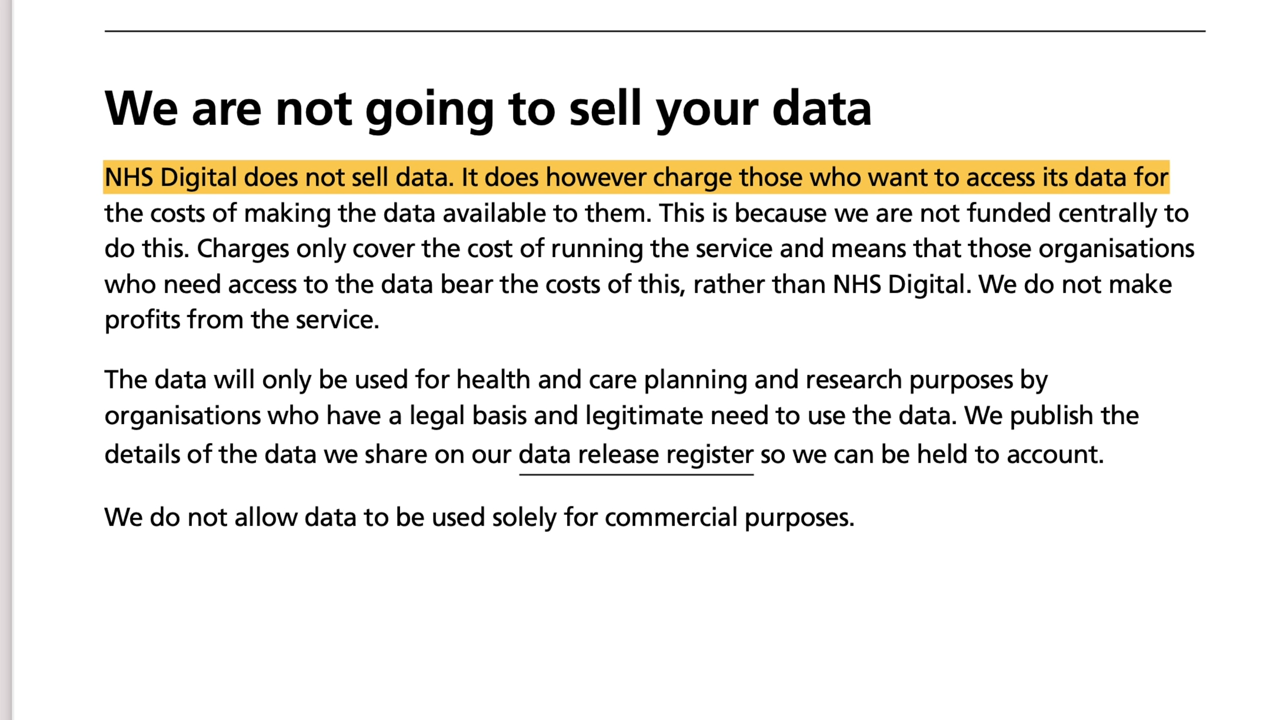 We are not going to sell your data
NHS Digital does not sell data. It does however charge those who want to access its data for
the costs of making the data available to them. This is because we are not funded centrally to
do this. Charges only cover the cost of running the service and means that those organisations
who need access to the data bear the costs of this, rather than NHS Digital. We do not make
profits from the service.
The data will only be used for health and care planning and research purposes by
organisations who have a legal basis and legitimate need to use the data. We publish the
details of the data we share on our data release register so we can be held to account.
We do not allow data to be used solely for commercial purposes.